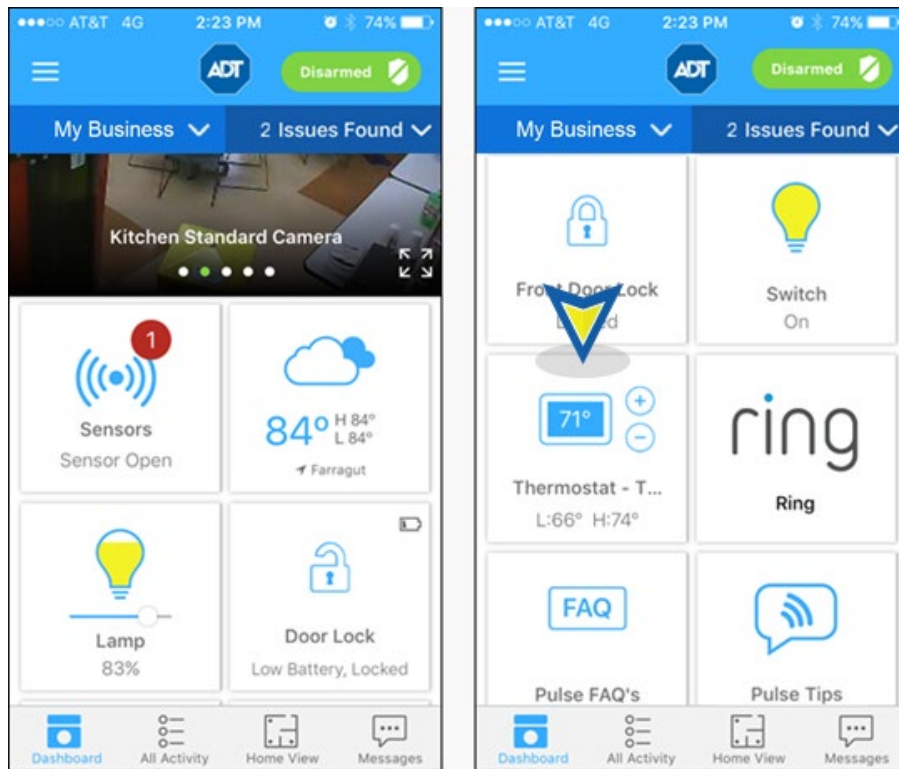 AT&T 4G 2:23 PM 74%
ADT
Disarmed
My Business
2 Issues Found
Kitchen Standard Camera
1
Sensors
Sensor Open
84° H 84°
L 84°
Farragut
Lamp
83%
Door Lock
Low Battery, Locked
Dashboard All Activity Home View Messages
AT&T 4G 2:23 PM 74%
ADT
Disarmed
My Business
2 Issues Found
Front Door Lock
Switch
On
71°
Thermostat - T...
L:66° H:74°
ring
Ring
FAQ
Pulse FAQ's
Pulse Tips
Dashboard All Activity Home View Messages